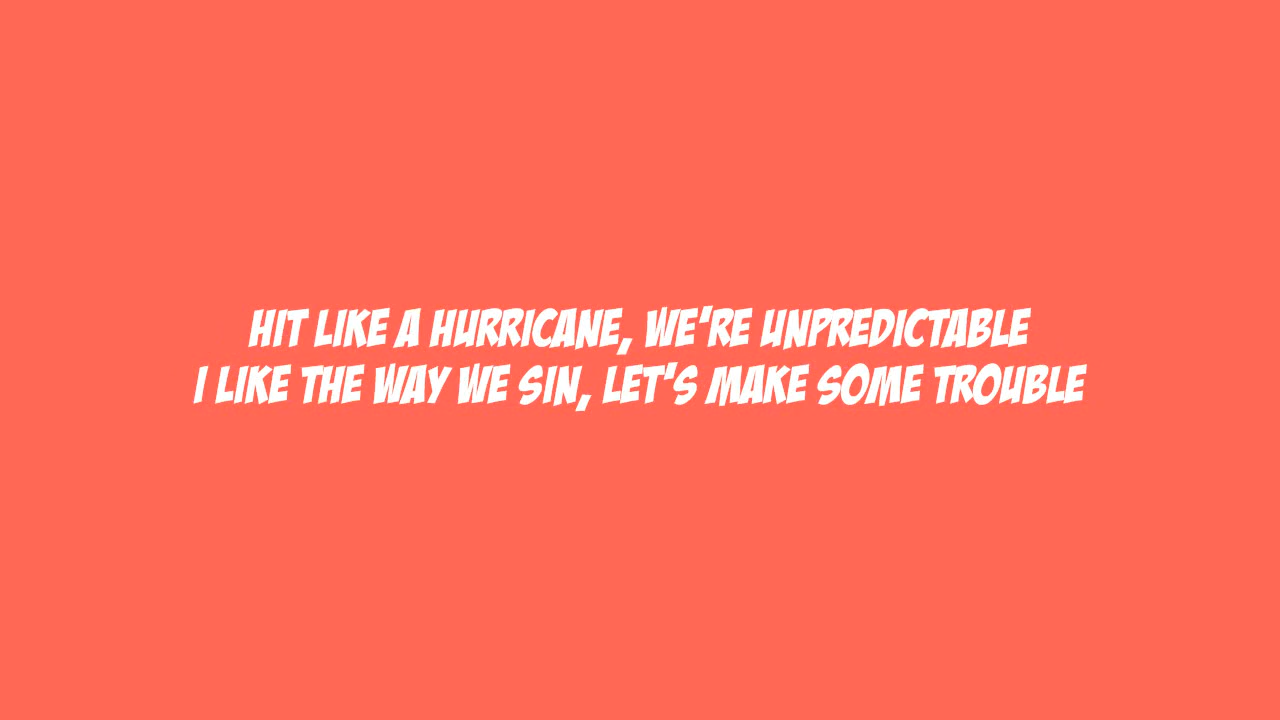 HIT LIKE A HURRICANE, WE'RE UNPREDICTABLE
I LIKE THE WAY WE SIN, LET'S MAKE SOME TROUBLE